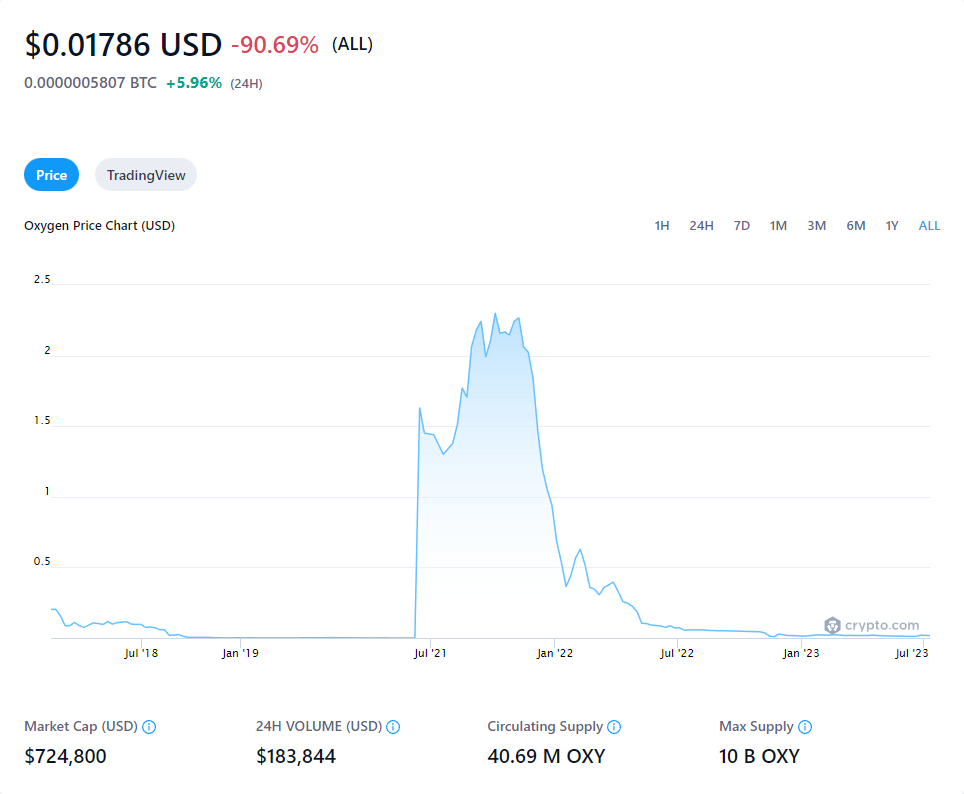 $0.01786 USD -90.69% (ALL)
0.0000005807 BTC +5.96% (24H)
Price TradingView
Oxygen Price Chart (USD) 1H 24H 7D 1M 3M 6M 1Y ALL
2.5
2
1.5
1
0.5
crypto.com
Jul '18 Jan '19 Jul '21 Jan '22 Jul '22 Jan '23 Jul '23
Market Cap (USD) 24H VOLUME (USD) Circulating Supply Max Supply
$724,800 $183,844 40.69 M OXY 10 B OXY